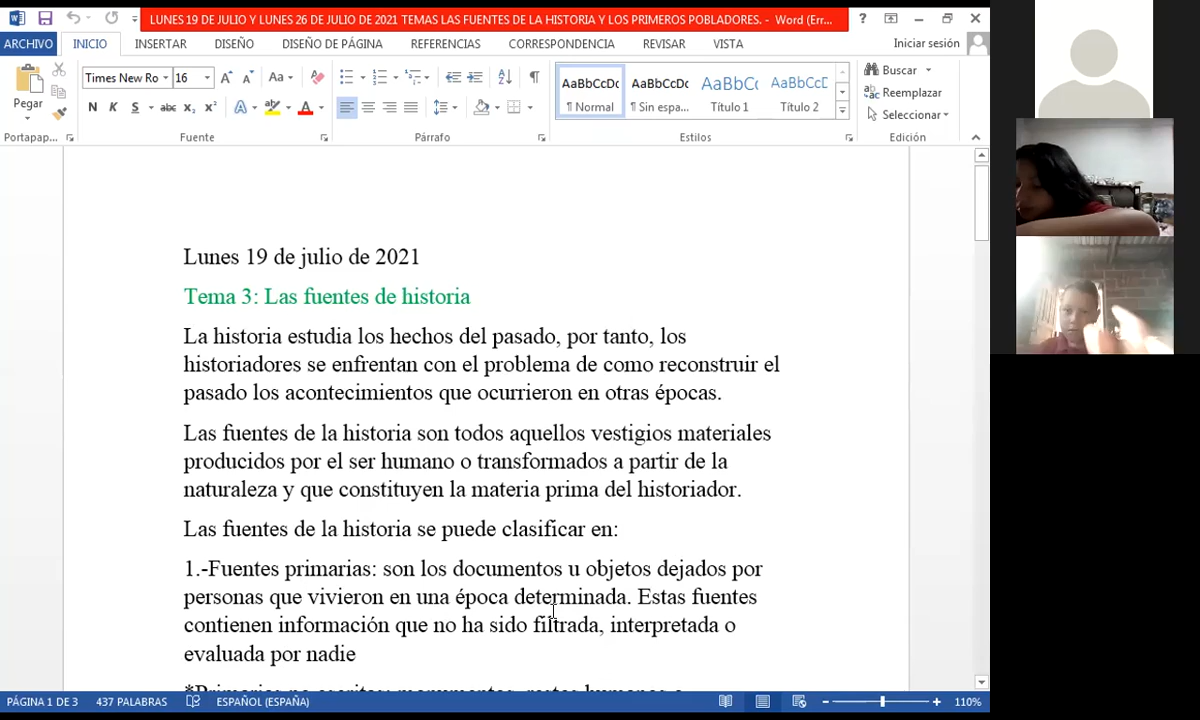 LUNES 19 DE JULIO Y LUNES 26 DE JULIO DE 2021 TEMAS LAS FUENTES DE LA HISTORIA Y LOS PRIMEROS POBLADORES. - Word (Err...
ARCHIVO INICIO INSERTAR DISEÑO DISEÑO DE PÁGINA REFERENCIAS CORRESPONDENCIA REVISAR VISTA Iniciar sesión
Pegar
Times New Ro 16
N K S abc x₂ x²
AaBbCcDc AaBbCcDc AaBbCc AaBbCcD
¶ Normal ¶ Sin espa... Título 1 Título 2
Buscar
Reemplazar
Seleccionar
Portapap... Fuente Párrafo Estilos Edición
Lunes 19 de julio de 2021
Tema 3: Las fuentes de historia
La historia estudia los hechos del pasado, por tanto, los
historiadores se enfrentan con el problema de como reconstruir el
pasado los acontecimientos que ocurrieron en otras épocas.
Las fuentes de la historia son todos aquellos vestigios materiales
producidos por el ser humano o transformados a partir de la
naturaleza y que constituyen la materia prima del historiador.
Las fuentes de la historia se puede clasificar en:
1.-Fuentes primarias: son los documentos u objetos dejados por
personas que vivieron en una época determinada. Estas fuentes
contienen información que no ha sido filtrada, interpretada o
evaluada por nadie
PÁGINA 1 DE 3 437 PALABRAS ESPAÑOL (ESPAÑA) 110%